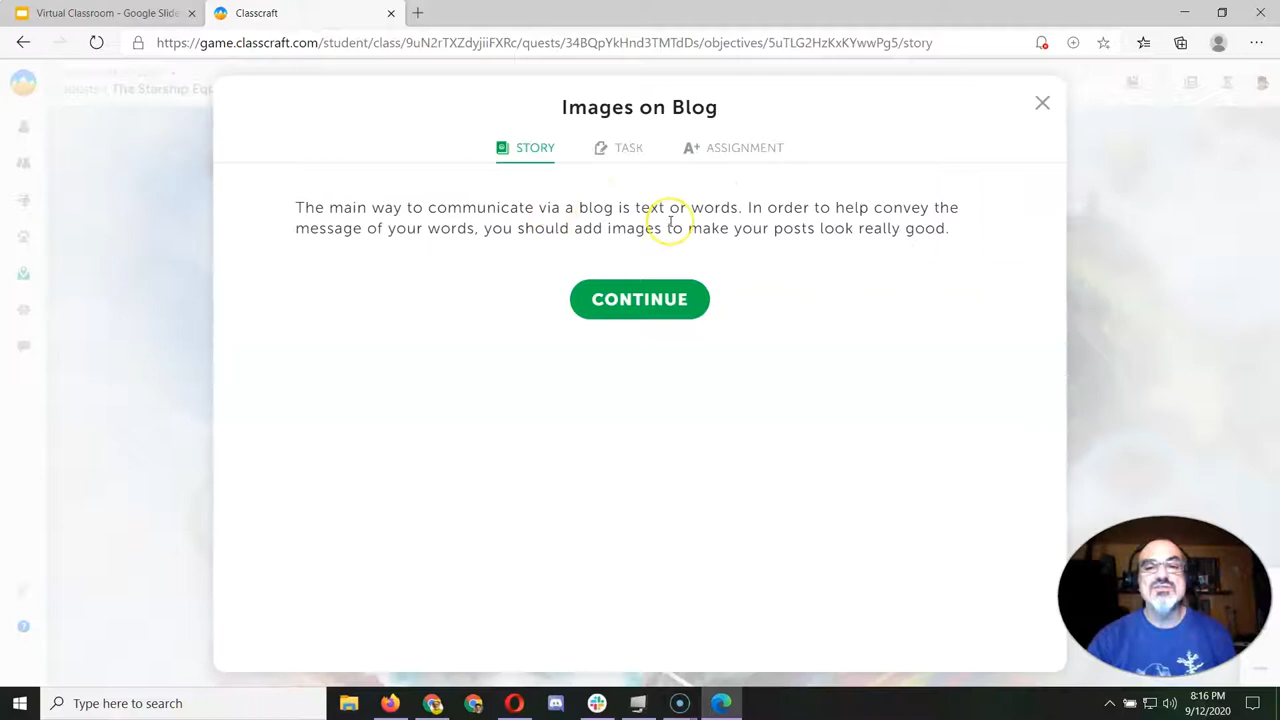 Virtual Classroom - Google Slide
Classcraft
https://game.classcraft.com/student/class/9uN2rTXZdyjiiFXRc/quests/34BQpYkHnd3TMTdDs/objectives/5uTLG2HzKxKYwwPg5/story
The Starship Equ
Images on Blog
STORY
TASK
A+ ASSIGNMENT
The main way to communicate via a blog is text or words. In order to help convey the
message of your words, you should add images to make your posts look really good.
CONTINUE
Type here to search
8:16 PM
9/12/2020